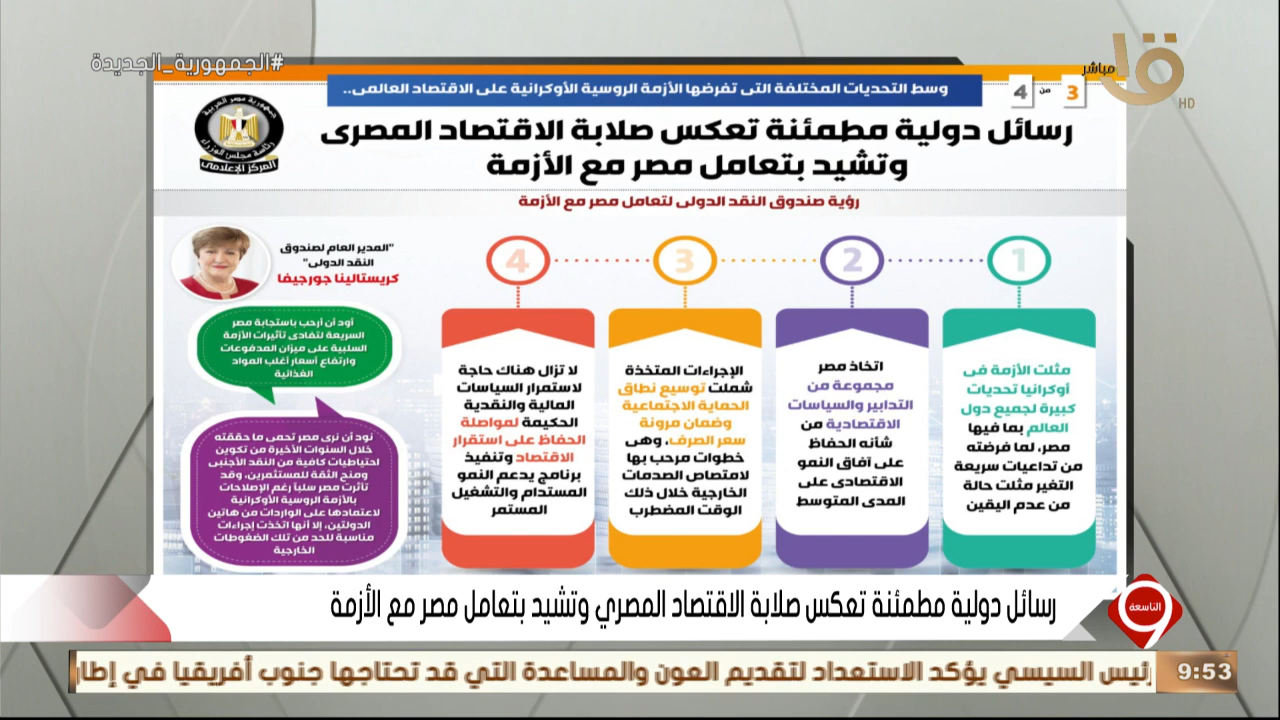 #الجمهورية_الجديدة
مباشر
HD
3 من 4
وسط التحديات المختلفة التى تفرضها الأزمة الروسية الأوكرانية على الاقتصاد العالمى..
جمهورية مصر العربية
رئاسة مجلس الوزراء
المركز الإعلامى
رسائل دولية مطمئنة تعكس صلابة الاقتصاد المصرى
وتشيد بتعامل مصر مع الأزمة
رؤية صندوق النقد الدولى لتعامل مصر مع الأزمة
1
مثلت الأزمة فى
أوكرانيا تحديات
كبيرة لجميع دول
العالم بما فيها
مصر، لما فرضته
من تداعيات سريعة
التغير مثلت حالة
من عدم اليقين
2
اتخاذ مصر
مجموعة من
التدابير والسياسات
الاقتصادية من
شأنه الحفاظ
على آفاق النمو
الاقتصادى على
المدى المتوسط
3
الإجراءات المتخذة
شملت توسيع نطاق
الحماية الاجتماعية
وضمان مرونة
سعر الصرف، وهى
خطوات مرحب بها
لامتصاص الصدمات
الخارجية خلال ذلك
الوقت المضطرب
4
لا تزال هناك حاجة
لاستمرار السياسات
المالية والنقدية
الحكيمة لمواصلة
الحفاظ على استقرار
الاقتصاد وتنفيذ
برنامج يدعم النمو
المستدام والتشغيل
المستمر
"المدير العام لصندوق
النقد الدولى"
كريستالينا جورجيفا
أود أن أرحب باستجابة مصر
السريعة لتفادى تأثيرات الأزمة
السلبية على ميزان المدفوعات
وارتفاع أسعار أغلب المواد
الغذائية
نود أن نرى مصر تحمى ما حققته
خلال السنوات الأخيرة من تكوين
احتياطيات كافية من النقد الأجنبى
ومنح الثقة للمستثمرين، وقد
تأثرت مصر سلباً رغم الإصلاحات
بالأزمة الروسية الأوكرانية
لاعتمادها على الواردات من هاتين
الدولتين، إلا أنها اتخذت إجراءات
مناسبة للحد من تلك الضغوطات
الخارجية
التاسعة
رسائل دولية مطمئنة تعكس صلابة الاقتصاد المصري وتشيد بتعامل مصر مع الأزمة
9:53
رئيس السيسي يؤكد الاستعداد لتقديم العون والمساعدة التي قد تحتاجها جنوب أفريقيا في إطار